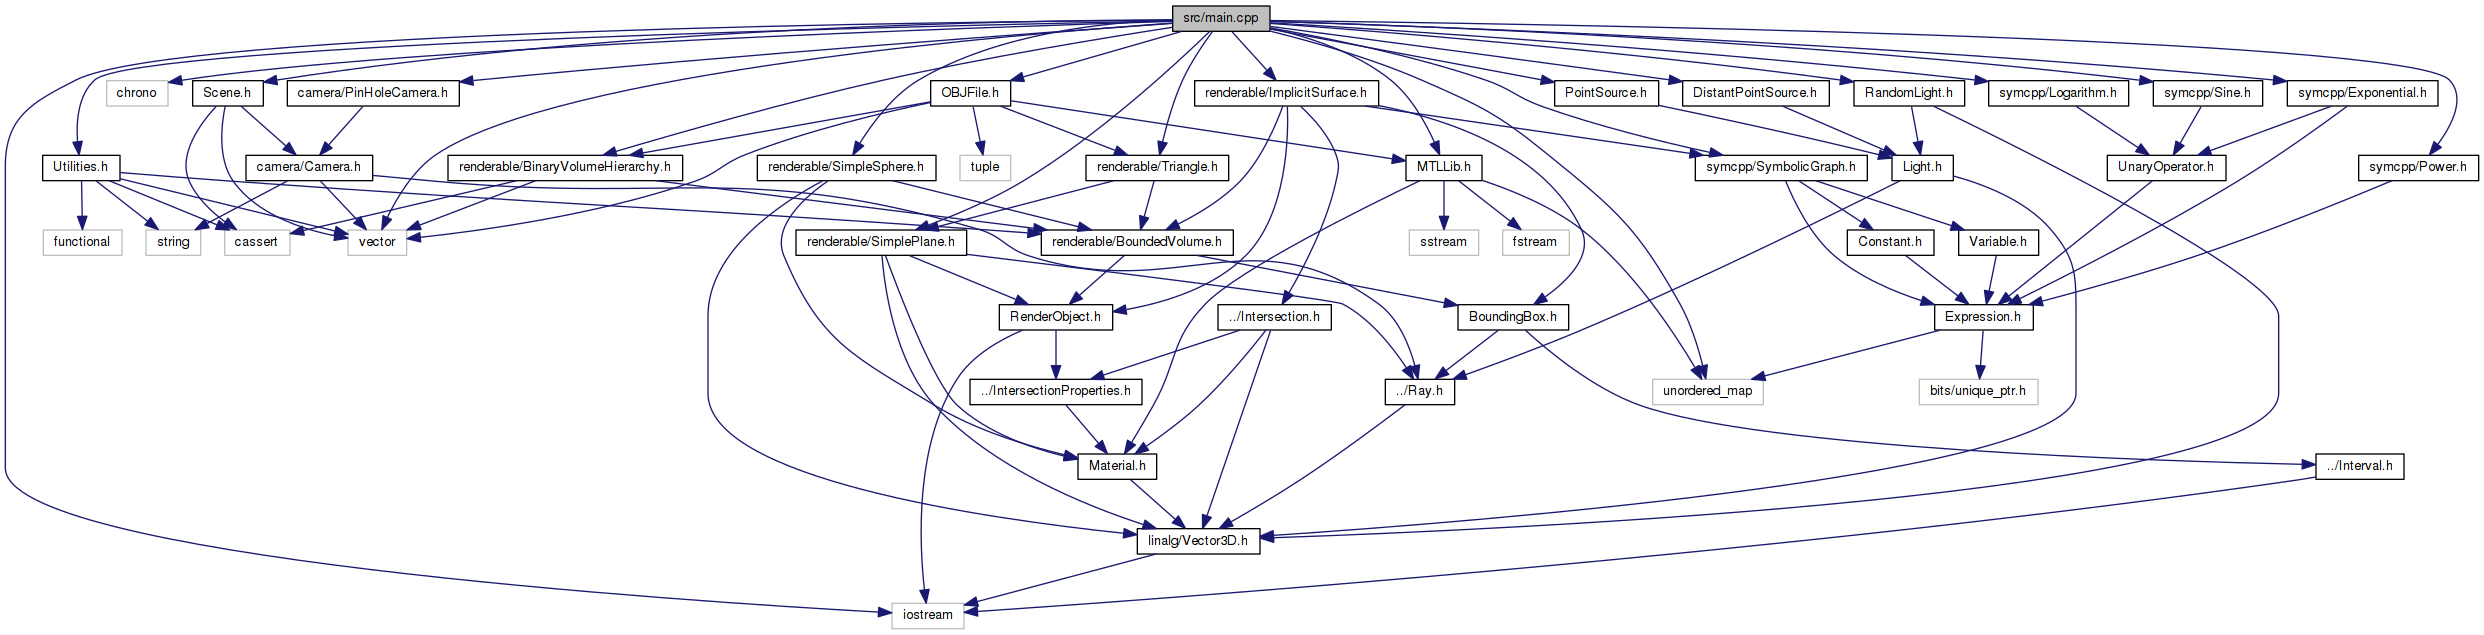 src/main.cpp
chrono
Scene.h
camera/PinHoleCamera.h
OBJFile.h
renderable/ImplicitSurface.h
PointSource.h
DistantPointSource.h
RandomLight.h
symcpp/Logarithm.h
symcpp/Sine.h
symcpp/Exponential.h
Utilities.h
camera/Camera.h
renderable/BinaryVolumeHierarchy.h
renderable/SimpleSphere.h
tuple
renderable/Triangle.h
MTLLib.h
symcpp/SymbolicGraph.h
Light.h
UnaryOperator.h
symcpp/Power.h
functional
string
cassert
vector
renderable/SimplePlane.h
renderable/BoundedVolume.h
sstream
fstream
Constant.h
Variable.h
RenderObject.h
../Intersection.h
BoundingBox.h
Expression.h
../IntersectionProperties.h
../Ray.h
unordered_map
bits/unique_ptr.h
Material.h
../Interval.h
linalg/Vector3D.h
iostream